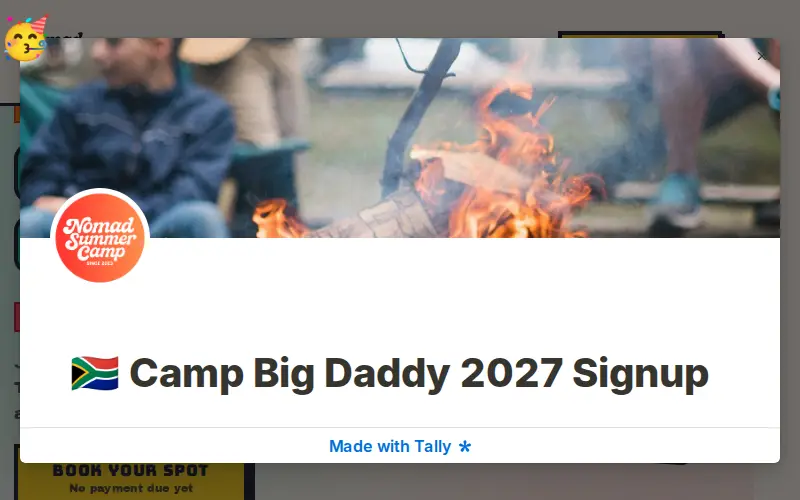 Nomad
Summer
Camp
SINCE 2023
🇿🇦 Camp Big Daddy 2027 Signup
Made with Tally
BOOK YOUR SPOT
No payment due yet